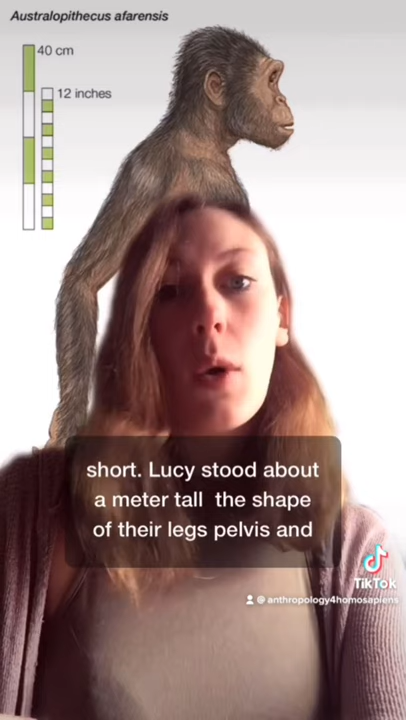 Australopithecus afarensis
40 cm
12 inches
short. Lucy stood about
a meter tall the shape
of their legs pelvis and
TikTok
@anthropology4homosapiens